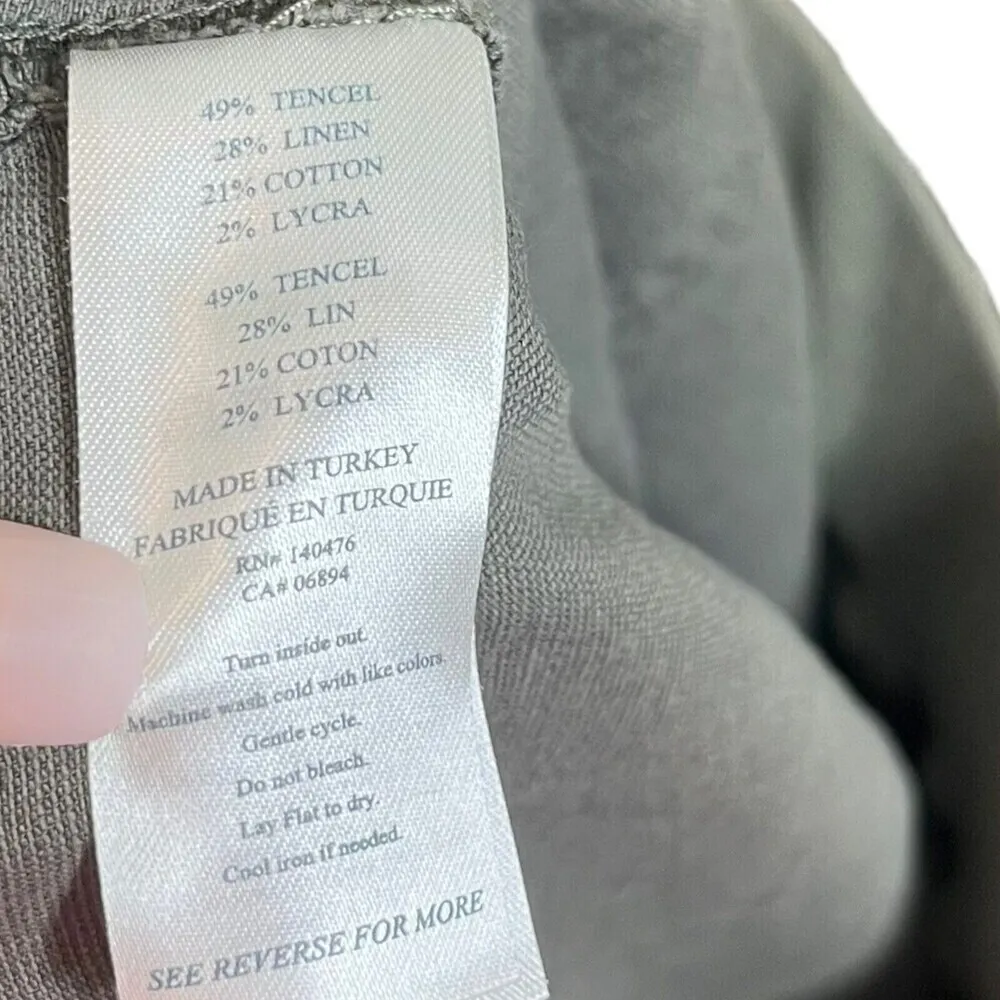 49% TENCEL
28% LINEN
21% COTTON
2% LYCRA
49% TENCEL
28% LIN
21% COTON
2% LYCRA
MADE IN TURKEY
FABRIQUÉ EN TURQUIE
RN# 140476
CA# 06894
Turn inside out.
Machine wash cold with like colors.
Gentle cycle.
Do not bleach.
Lay Flat to dry.
Cool iron if needed.
SEE REVERSE FOR MORE